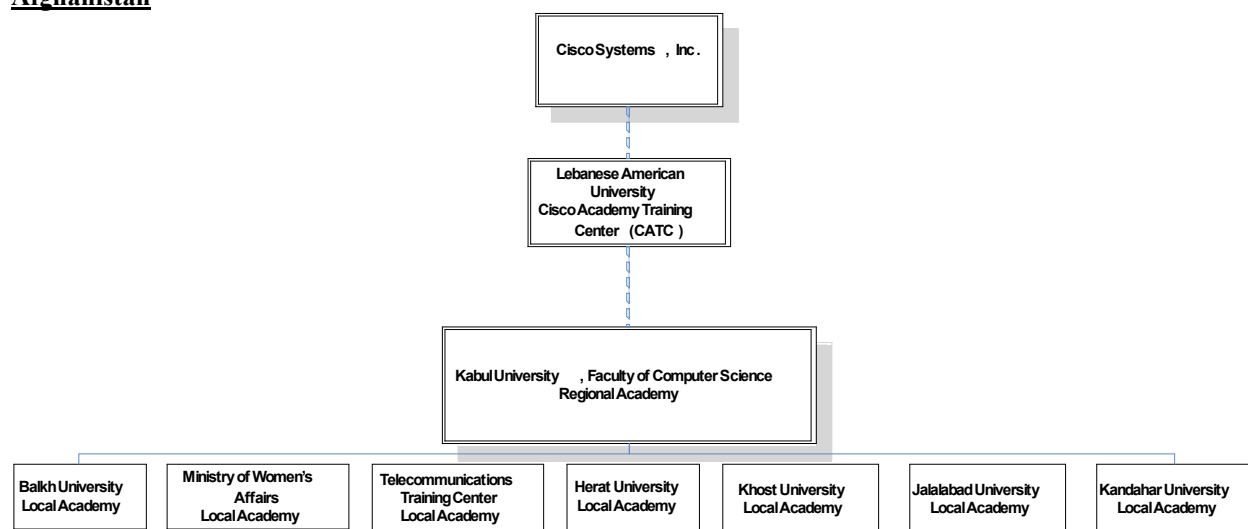 Afghanistan
Cisco Systems , Inc .
Lebanese American
University
Cisco Academy Training
Center (CATC )
Kabul University , Faculty of Computer Science
Regional Academy
Balkh University
Local Academy
Ministry of Women's
Affairs
Local Academy
Telecommunications
Training Center
Local Academy
Herat University
Local Academy
Khost University
Local Academy
Jalalabad University
Local Academy
Kandahar University
Local Academy